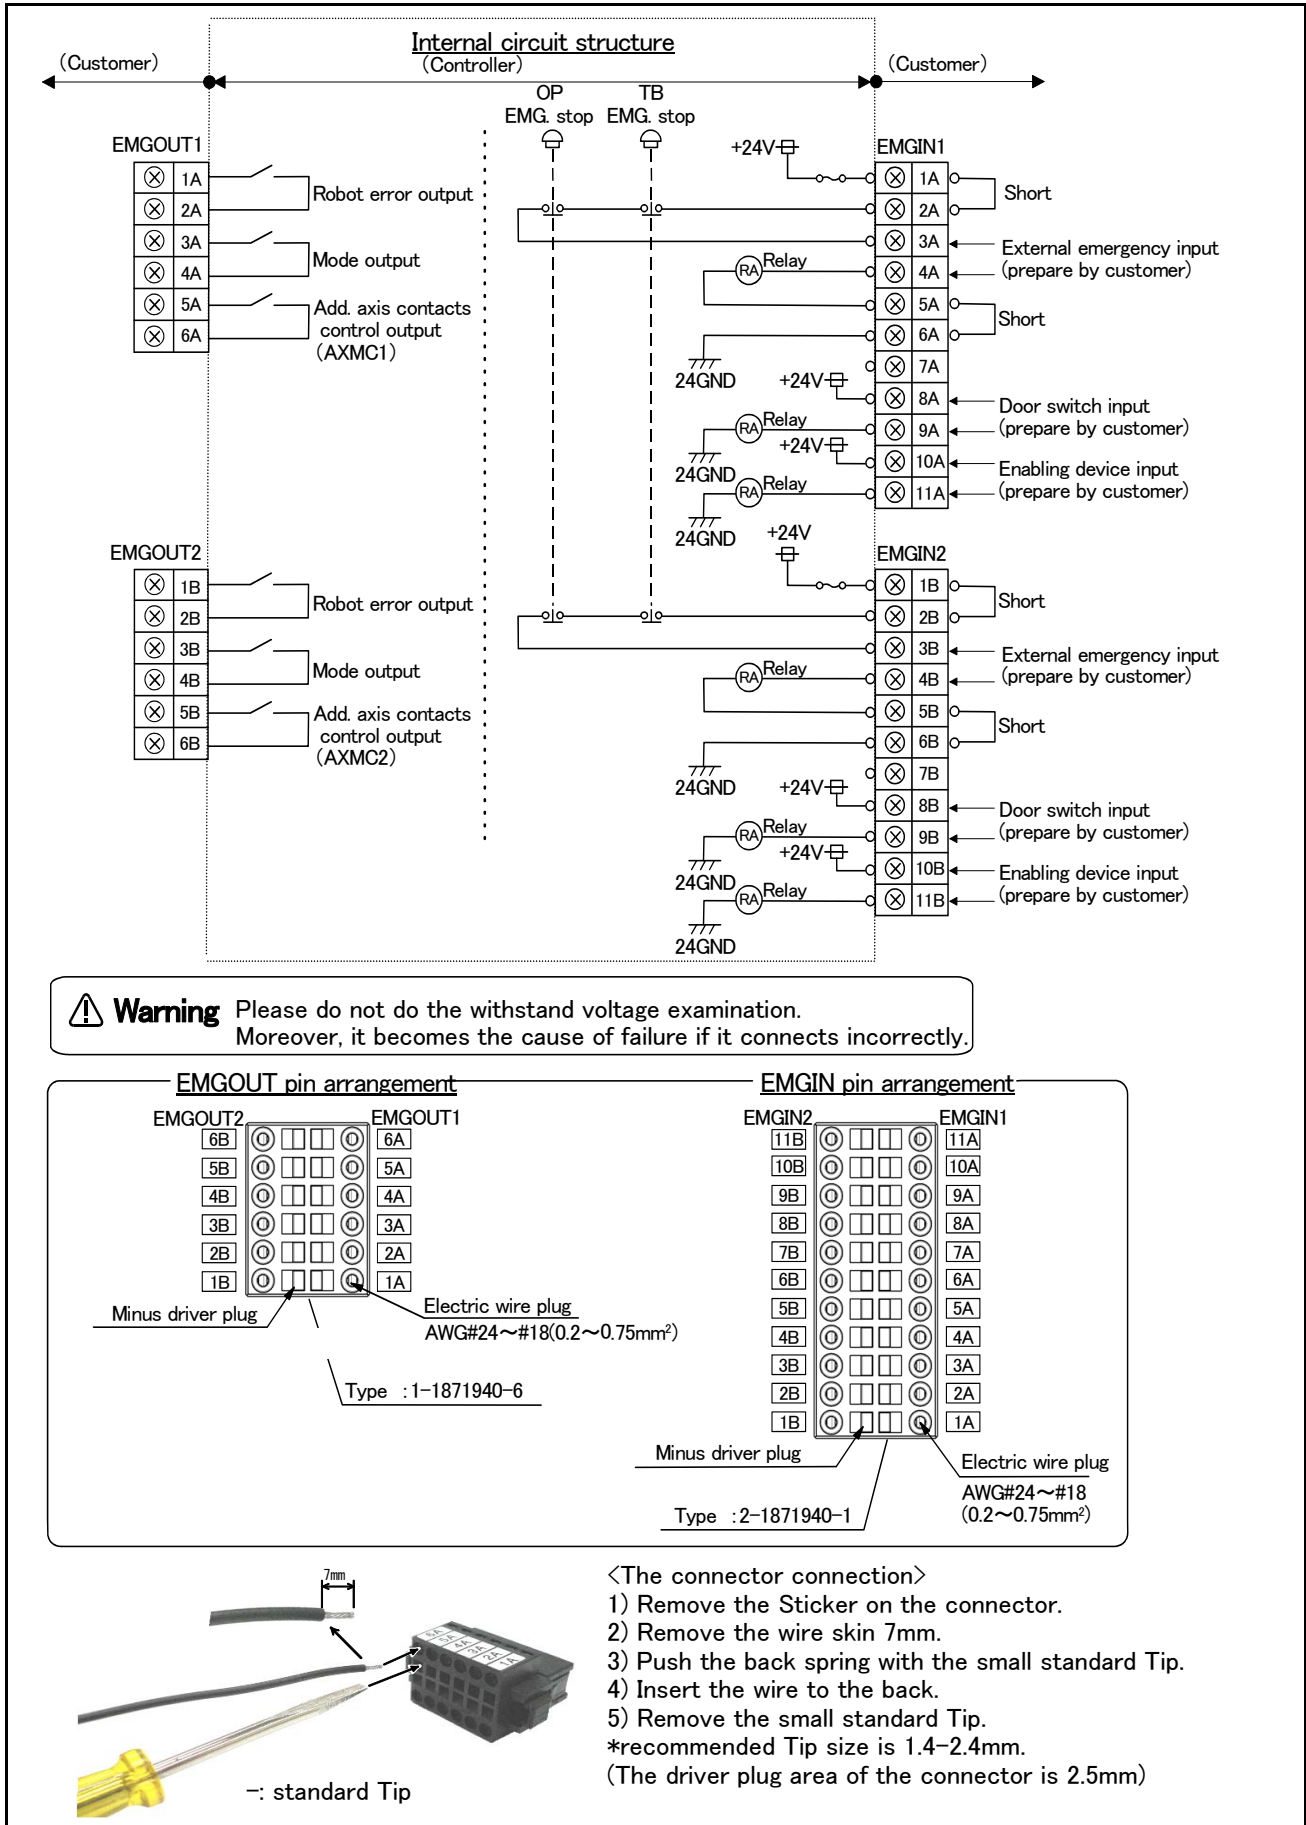 Internal circuit structure
(Customer)
(Controller)
(Customer)
OP
EMG. stop
TB
EMG. stop
EMGOUT1
1A
2A
Robot error output
3A
4A
Mode output
5A
6A
Add. axis contacts
control output
(AXMC1)
+24V
EMGIN1
1A
2A
Short
3A
4A
External emergency input
(prepare by customer)
RA
Relay
5A
6A
Short
24GND
7A
+24V
8A
9A
Door switch input
(prepare by customer)
RA
Relay
24GND
+24V
10A
11A
Enabling device input
(prepare by customer)
RA
Relay
24GND
EMGOUT2
1B
2B
Robot error output
3B
4B
Mode output
5B
6B
Add. axis contacts
control output
(AXMC2)
+24V
EMGIN2
1B
2B
Short
3B
4B
External emergency input
(prepare by customer)
RA
Relay
5B
6B
Short
24GND
7B
+24V
8B
9B
Door switch input
(prepare by customer)
RA
Relay
24GND
+24V
10B
11B
Enabling device input
(prepare by customer)
RA
Relay
24GND
Warning Please do not do the withstand voltage examination.
Moreover, it becomes the cause of failure if it connects incorrectly.
EMGOUT pin arrangement
EMGOUT2 EMGOUT1
6B 6A
5B 5A
4B 4A
3B 3A
2B 2A
1B 1A
Minus driver plug
Electric wire plug
AWG#24～#18(0.2～0.75mm²)
Type :1-1871940-6
EMGIN pin arrangement
EMGIN2 EMGIN1
11B 11A
10B 10A
9B 9A
8B 8A
7B 7A
6B 6A
5B 5A
4B 4A
3B 3A
2B 2A
1B 1A
Minus driver plug
Electric wire plug
AWG#24～#18
(0.2～0.75mm²)
Type :2-1871940-1
7mm
6A
5A
4A
3A
2A
1A
-: standard Tip
<The connector connection>
1) Remove the Sticker on the connector.
2) Remove the wire skin 7mm.
3) Push the back spring with the small standard Tip.
4) Insert the wire to the back.
5) Remove the small standard Tip.
*recommended Tip size is 1.4-2.4mm.
(The driver plug area of the connector is 2.5mm)